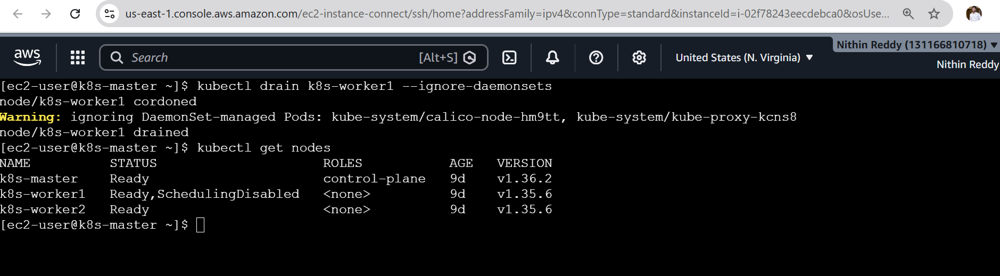 us-east-1.console.aws.amazon.com/ec2-instance-connect/ssh/home?addressFamily=ipv4&connType=standard&instanceId=i-02f78243eecdebca0&osUse...
aws
Search
[Alt+S]
United States (N. Virginia)
Nithin Reddy (131166810718)
Nithin Reddy
[ec2-user@k8s-master ~]$ kubectl drain k8s-worker1 --ignore-daemonsets
node/k8s-worker1 cordoned
Warning: ignoring DaemonSet-managed Pods: kube-system/calico-node-hm9tt, kube-system/kube-proxy-kcns8
node/k8s-worker1 drained
[ec2-user@k8s-master ~]$ kubectl get nodes
NAME STATUS ROLES AGE VERSION
k8s-master Ready control-plane 9d v1.36.2
k8s-worker1 Ready,SchedulingDisabled <none> 9d v1.35.6
k8s-worker2 Ready <none> 9d v1.35.6
[ec2-user@k8s-master ~]$